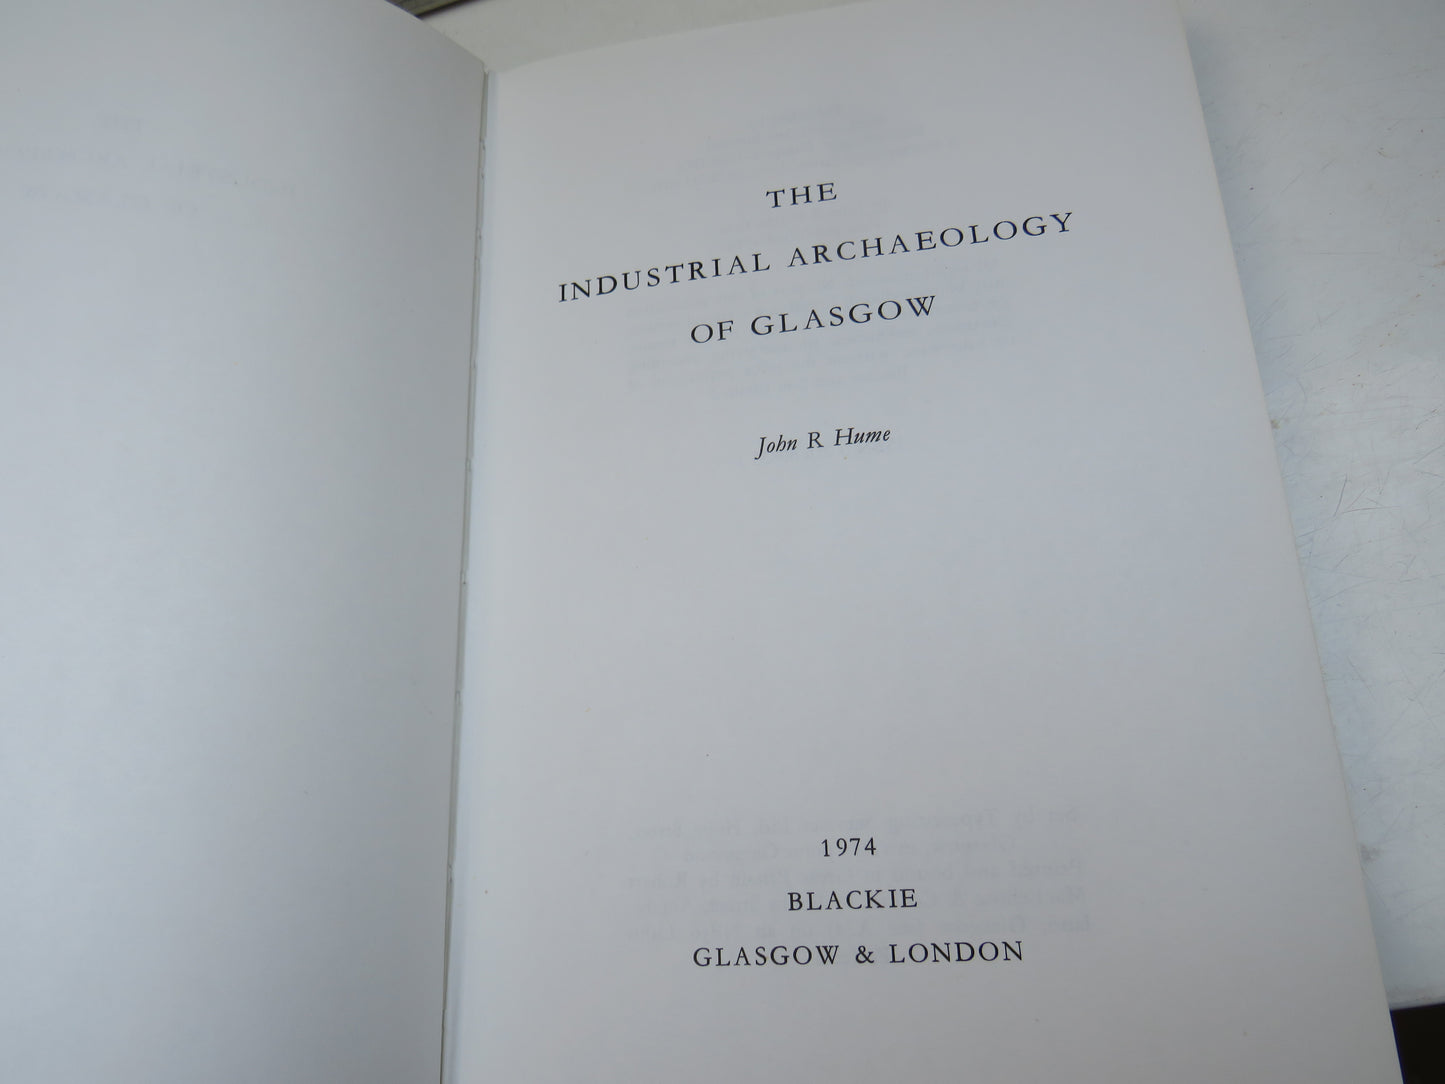 THE
INDUSTRIAL ARCHAEOLOGY
OF GLASGOW
John R Hume
1974
BLACKIE
GLASGOW & LONDON